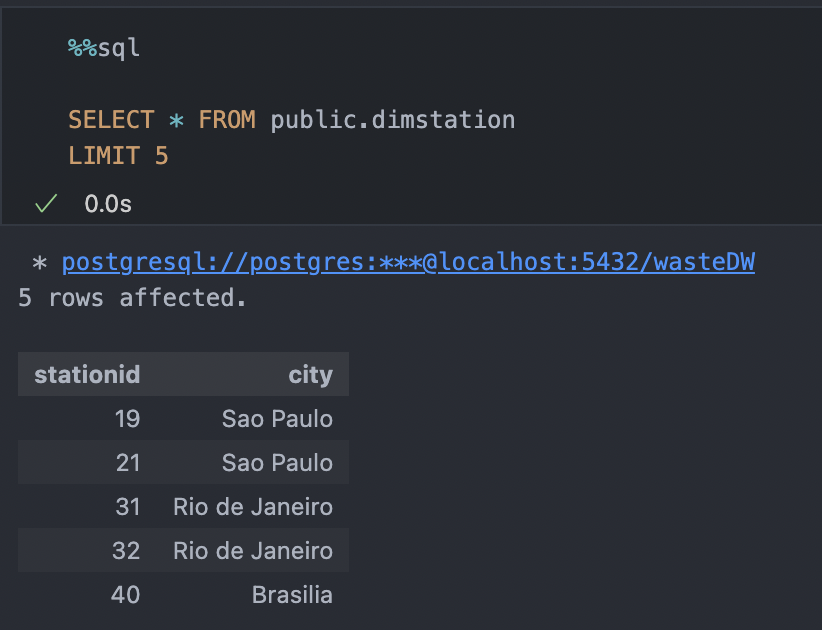 %%sql
SELECT * FROM public.dimstation
LIMIT 5
0.0s
* postgresql://postgres:***@localhost:5432/wasteDW
5 rows affected.
stationid city
19 Sao Paulo
21 Sao Paulo
31 Rio de Janeiro
32 Rio de Janeiro
40 Brasilia